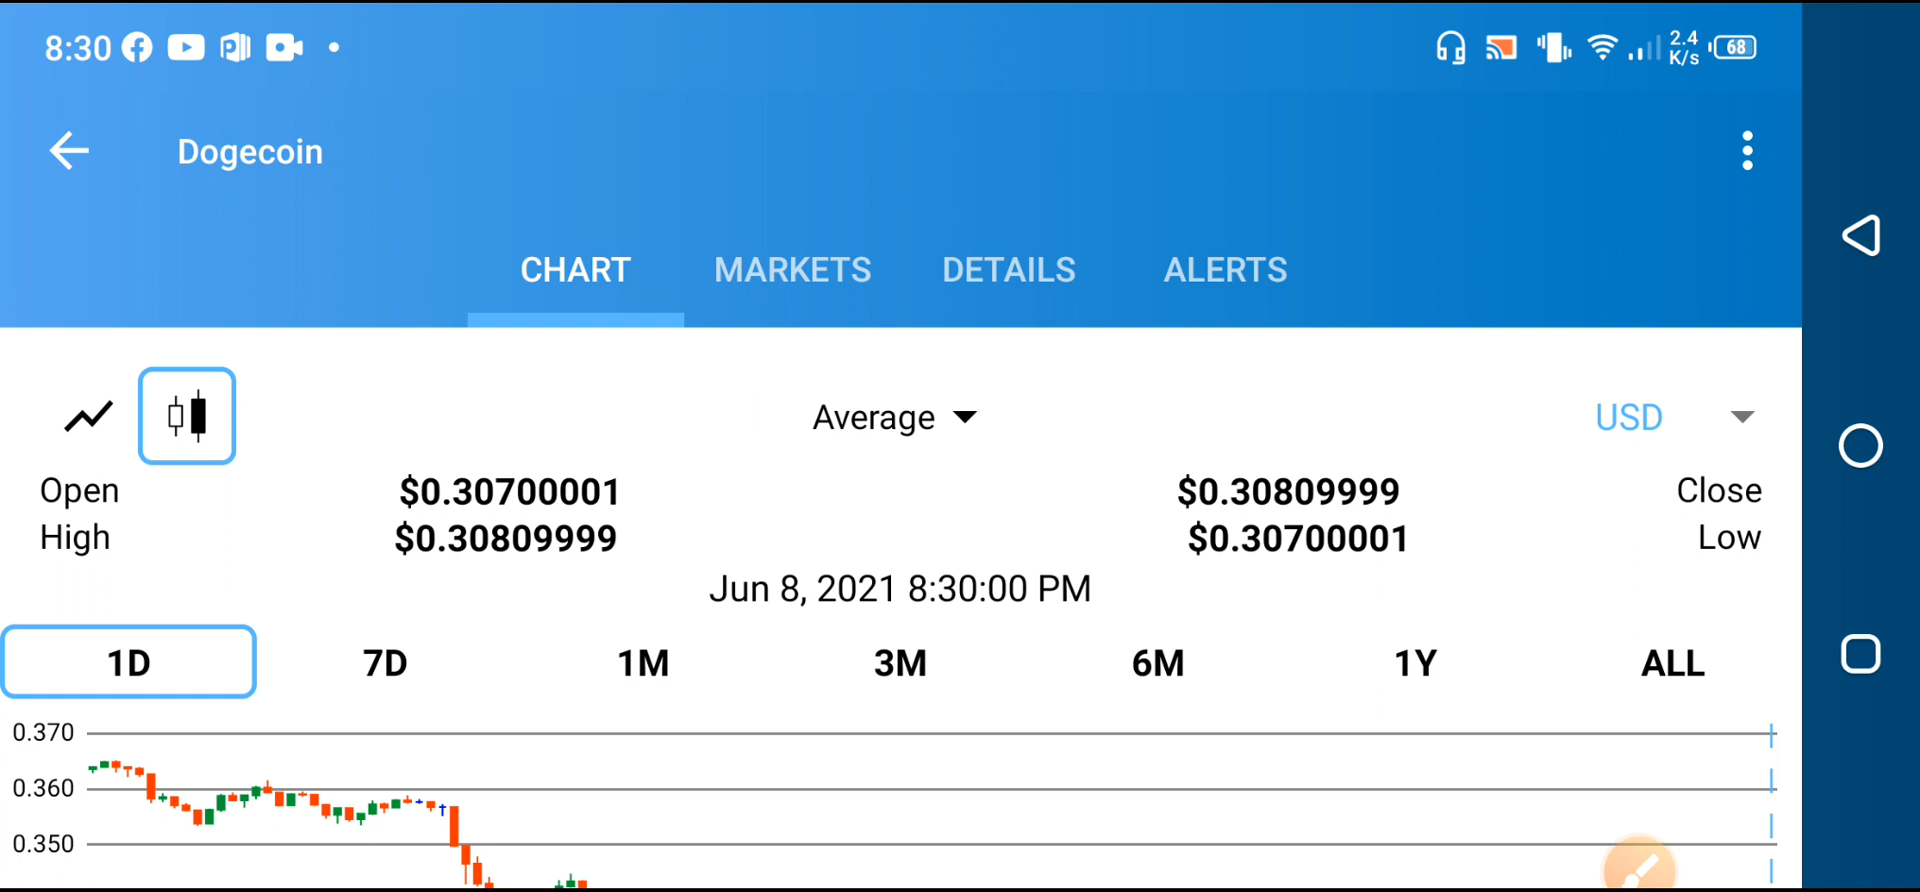 8:30 2.4 K/s 68
Dogecoin
CHART MARKETS DETAILS ALERTS
Average USD
Open $0.30700001 $0.30809999 Close
High $0.30809999 $0.30700001 Low
Jun 8, 2021 8:30:00 PM
1D 7D 1M 3M 6M 1Y ALL
0.370
0.360
0.350